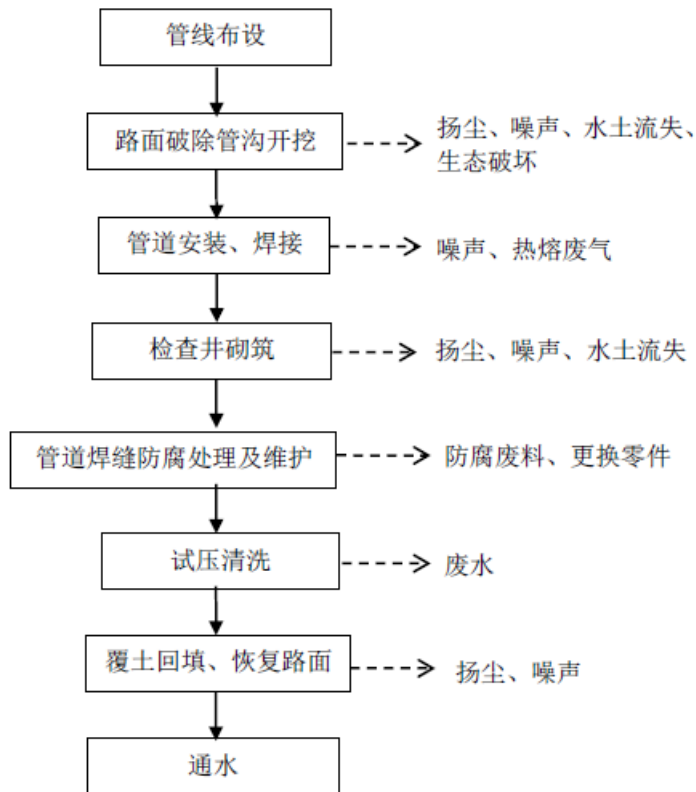 管线布设
路面破除管沟开挖
扬尘、噪声、水土流失、
生态破坏
管道安装、焊接
噪声、热熔废气
检查井砌筑
扬尘、噪声、水土流失
管道焊缝防腐处理及维护
防腐废料、更换零件
试压清洗
废水
覆土回填、恢复路面
扬尘、噪声
通水